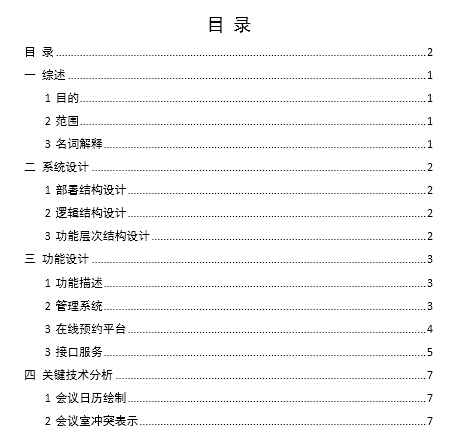 目 录
目 录 2
一 综述 1
1 目的 1
2 范围 1
3 名词解释 1
二 系统设计 2
1 部署结构设计 2
2 逻辑结构设计 2
3 功能层次结构设计 2
三 功能设计 3
1 功能描述 3
2 管理系统 3
3 在线预约平台 4
3 接口服务 5
四 关键技术分析 7
1 会议日历绘制 7
2 会议室冲突表示 7